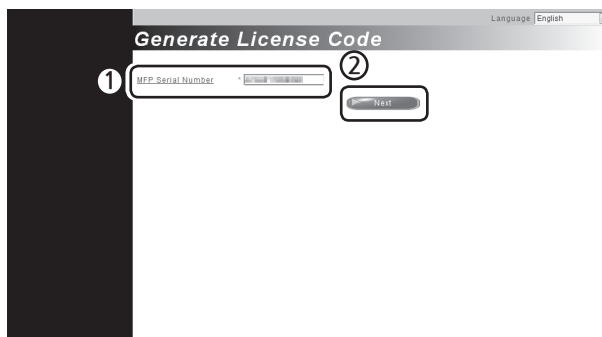 Language English
Generate License Code
① MFP Serial Number *
② 
Next